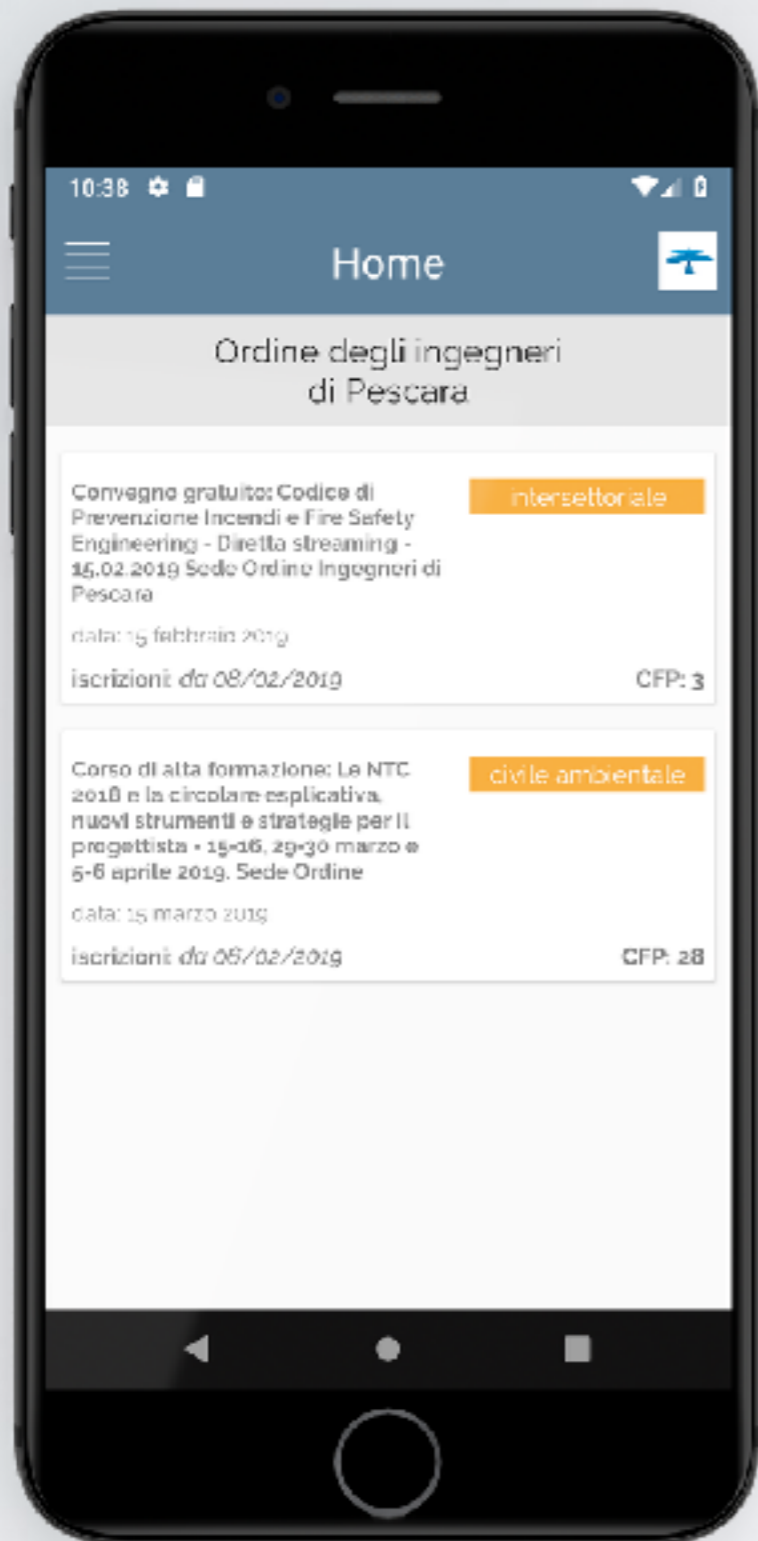 10:38
Home
Ordine degli ingegneri
di Pescara
Convegno gratuito: Codice di
Prevenzione Incendi e Fire Safety
Engineering - Diretta streaming -
15.02.2019 Sede Ordine Ingegneri di
Pescara
intersettoriale
data: 15 febbraio 2019
iscrizioni: da 08/02/2019
CFP: 3
Corso di alta formazione: Le NTC
2018 e la circolare esplicativa,
nuovi strumenti e strategie per il
progettista - 15-16, 29-30 marzo e
5-6 aprile 2019. Sede Ordine
civile ambientale
data: 15 marzo 2019
iscrizioni: da 06/02/2019
CFP: 28